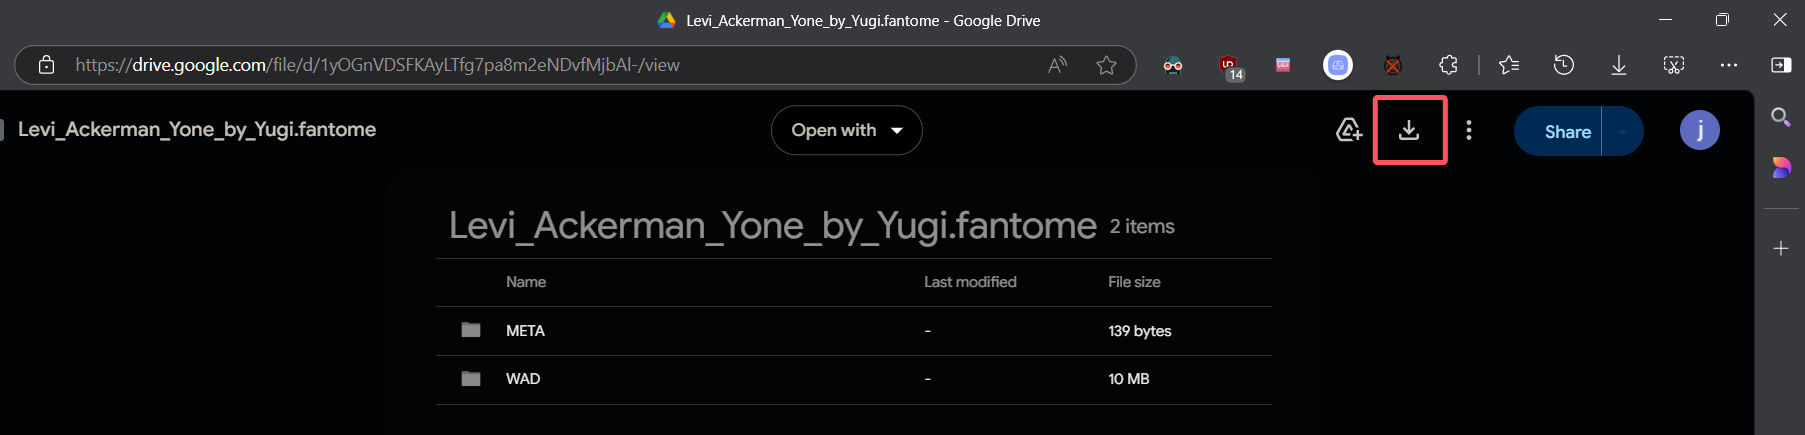 Levi_Ackerman_Yone_by_Yugi.fantome - Google Drive
https://drive.google.com/file/d/1yOGnVDSFKAyLTfg7pa8m2eNDvfMjbAl-/view
14
Levi_Ackerman_Yone_by_Yugi.fantome
Open with
Share
j
Levi_Ackerman_Yone_by_Yugi.fantome 2 items
Name Last modified File size
META - 139 bytes
WAD - 10 MB